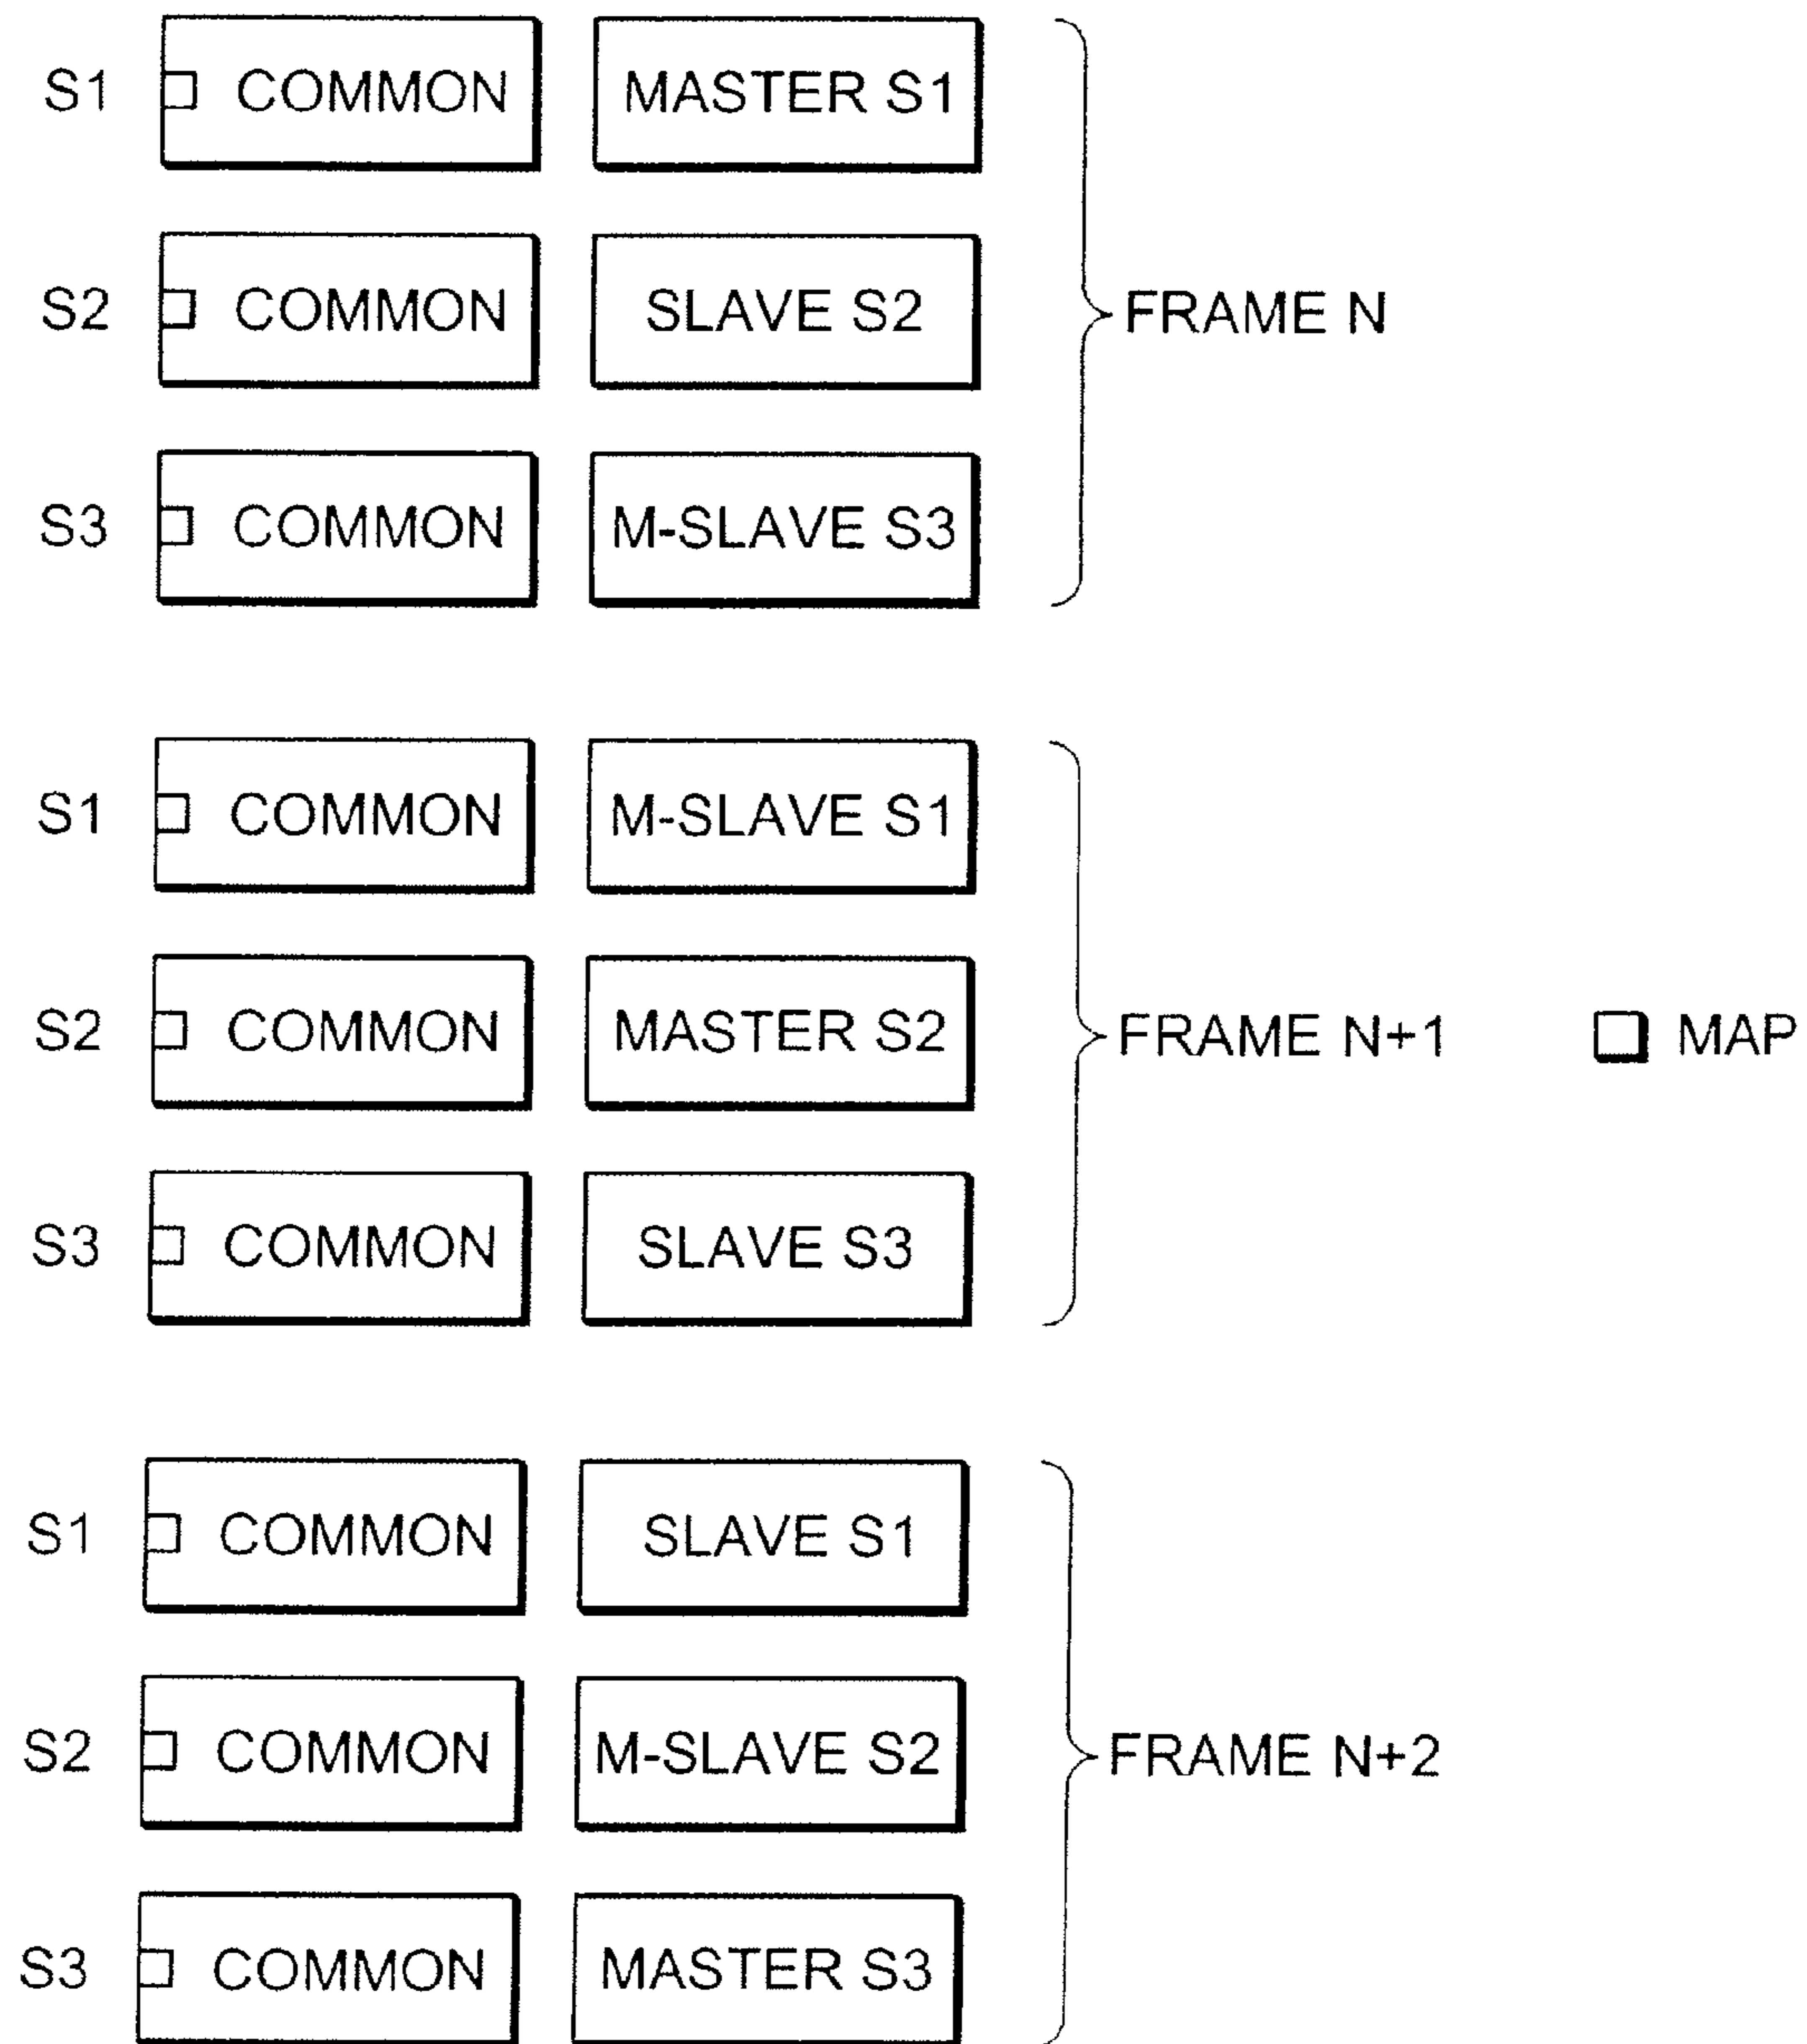 S1 COMMON MASTER S1
S2 COMMON SLAVE S2 FRAME N
S3 COMMON M-SLAVE S3
S1 COMMON M-SLAVE S1
S2 COMMON MASTER S2 FRAME N+1 MAP
S3 COMMON SLAVE S3
S1 COMMON SLAVE S1
S2 COMMON M-SLAVE S2 FRAME N+2
S3 COMMON MASTER S3